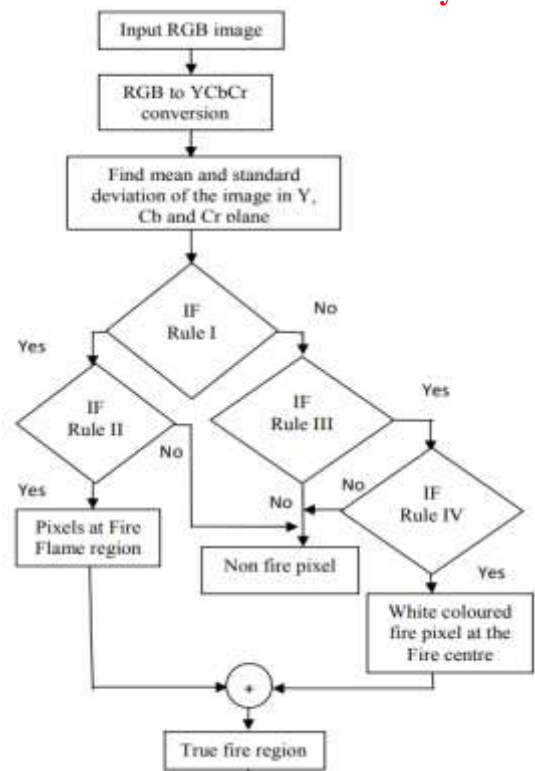 Input RGB image
RGB to YCbCr
conversion
Find mean and standard
deviation of the image in Y,
Cb and Cr plane
IF
Rule I
No
Yes
IF
Rule II
IF
Rule III
Yes
No
Yes
No
No
IF
Rule IV
Pixels at Fire
Flame region
Non fire pixel
Yes
White coloured
fire pixel at the
Fire centre
+
True fire region